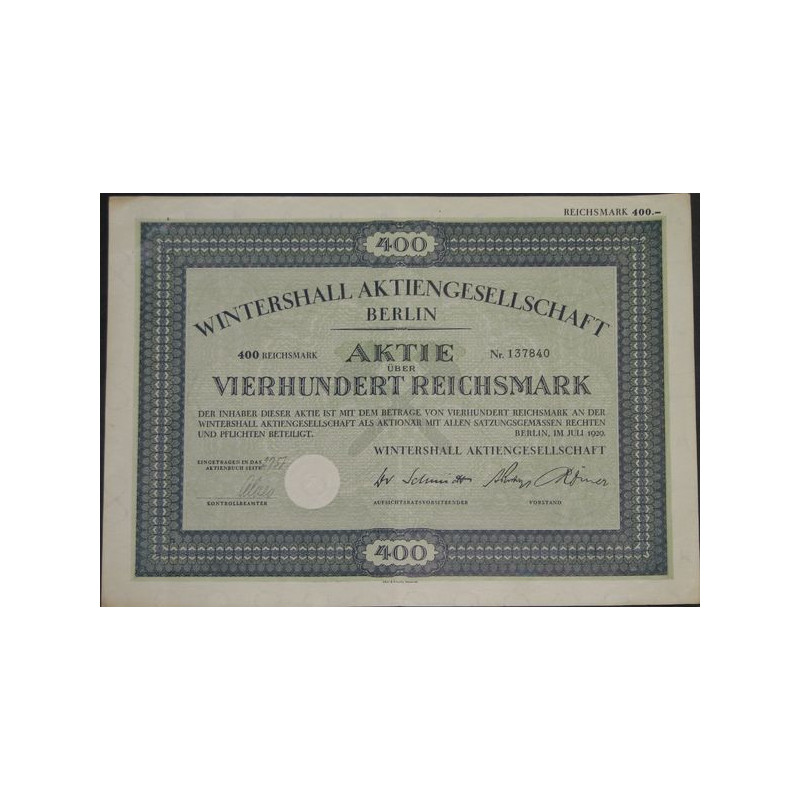 REICHSMARK 400.–
400
WINTERSHALL AKTIENGESELLSCHAFT
BERLIN
400 REICHSMARK AKTIE Nr. 137840
ÜBER
VIERHUNDERT REICHSMARK
DER INHABER DIESER AKTIE IST MIT DEM BETRAGE VON VIERHUNDERT REICHSMARK AN DER
WINTERSHALL AKTIENGESELLSCHAFT ALS AKTIONÄR MIT ALLEN SATZUNGSGEMÄSSEN RECHTEN
UND PFLICHTEN BETEILIGT. BERLIN, IM JULI 1929.
WINTERSHALL AKTIENGESELLSCHAFT
EINGETRAGEN IN DAS
AKTIENBUCH SEITE
Dr Schmidt
KONTROLLBEAMTER AUFSICHTSRATSVORSITZENDER VORSTAND
400